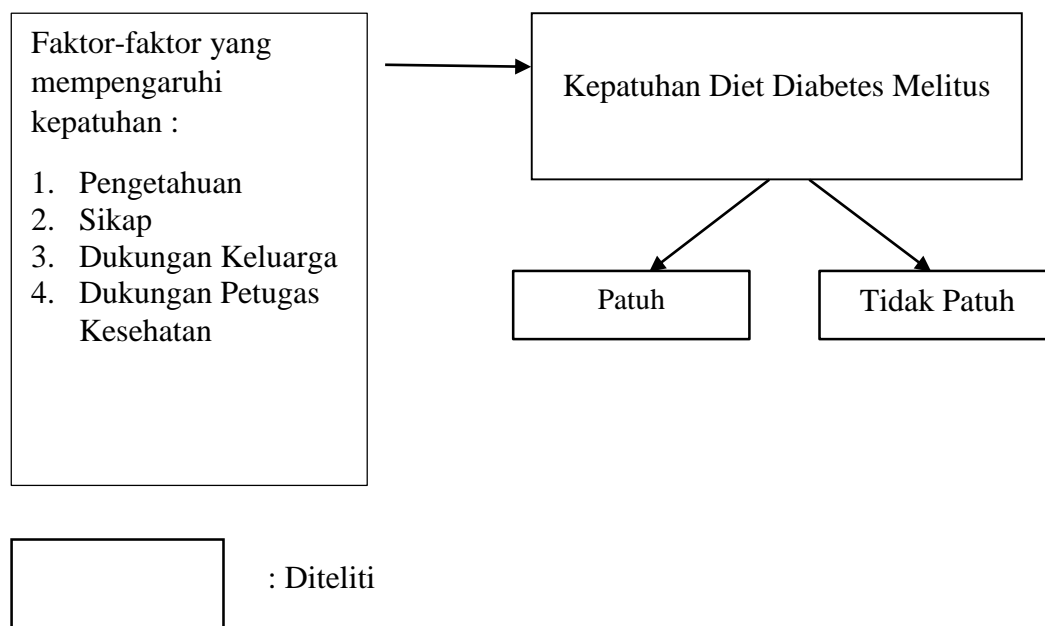 Faktor-faktor yang
mempengaruhi
kepatuhan :
1. Pengetahuan
2. Sikap
3. Dukungan Keluarga
4. Dukungan Petugas
Kesehatan
Kepatuhan Diet Diabetes Melitus
Patuh
Tidak Patuh
: Diteliti